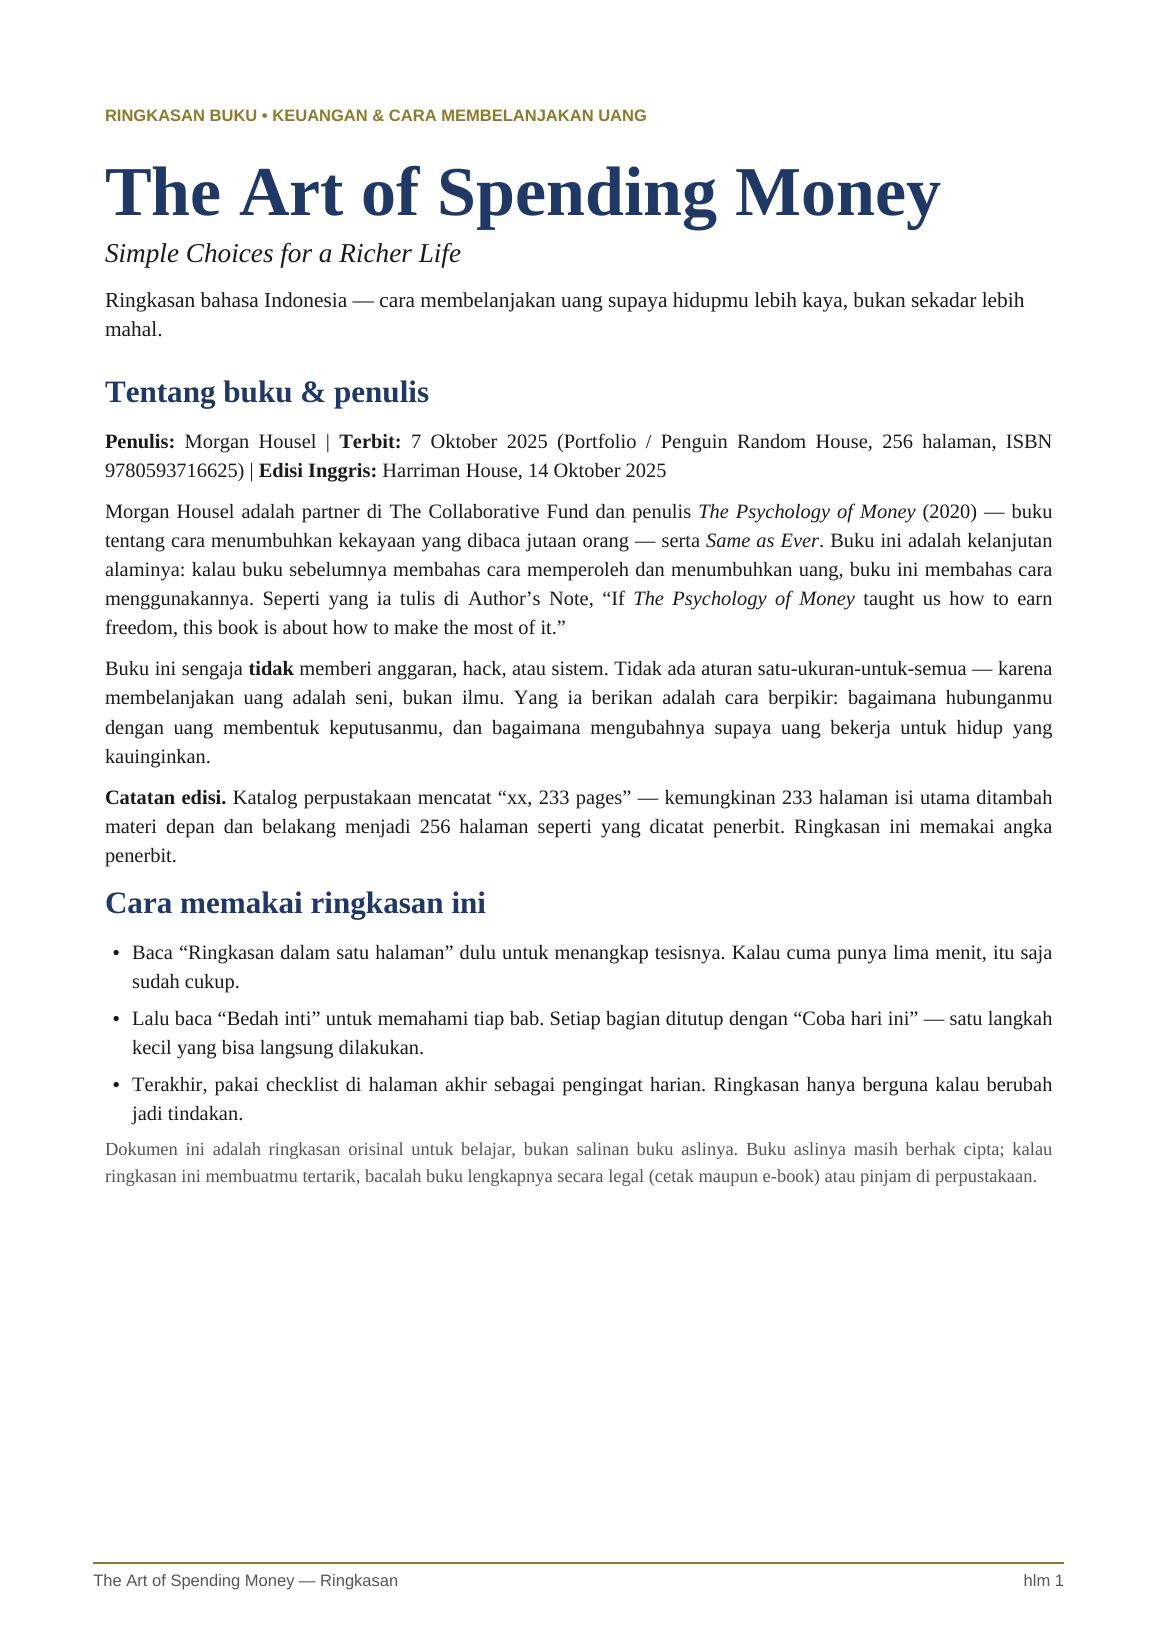 RINGKASAN BUKU • KEUANGAN & CARA MEMBELANJAKAN UANG
The Art of Spending Money
Simple Choices for a Richer Life
Ringkasan bahasa Indonesia — cara membelanjakan uang supaya hidupmu lebih kaya, bukan sekadar lebih
mahal.
Tentang buku & penulis
Penulis: Morgan Housel | Terbit: 7 Oktober 2025 (Portfolio / Penguin Random House, 256 halaman, ISBN
9780593716625) | Edisi Inggris: Harriman House, 14 Oktober 2025
Morgan Housel adalah partner di The Collaborative Fund dan penulis The Psychology of Money (2020) — buku
tentang cara menumbuhkan kekayaan yang dibaca jutaan orang — serta Same as Ever. Buku ini adalah kelanjutan
alaminya: kalau buku sebelumnya membahas cara memperoleh dan menumbuhkan uang, buku ini membahas cara
menggunakannya. Seperti yang ia tulis di Author’s Note, “If The Psychology of Money taught us how to earn
freedom, this book is about how to make the most of it.”
Buku ini sengaja tidak memberi anggaran, hack, atau sistem. Tidak ada aturan satu-ukuran-untuk-semua — karena
membelanjakan uang adalah seni, bukan ilmu. Yang ia berikan adalah cara berpikir: bagaimana hubunganmu
dengan uang membentuk keputusanmu, dan bagaimana mengubahnya supaya uang bekerja untuk hidup yang
kauinginkan.
Catatan edisi. Katalog perpustakaan mencatat “xx, 233 pages” — kemungkinan 233 halaman isi utama ditambah
materi depan dan belakang menjadi 256 halaman seperti yang dicatat penerbit. Ringkasan ini memakai angka
penerbit.
Cara memakai ringkasan ini
• Baca “Ringkasan dalam satu halaman” dulu untuk menangkap tesisnya. Kalau cuma punya lima menit, itu saja
sudah cukup.
• Lalu baca “Bedah inti” untuk memahami tiap bab. Setiap bagian ditutup dengan “Coba hari ini” — satu langkah
kecil yang bisa langsung dilakukan.
• Terakhir, pakai checklist di halaman akhir sebagai pengingat harian. Ringkasan hanya berguna kalau berubah
jadi tindakan.
Dokumen ini adalah ringkasan orisinal untuk belajar, bukan salinan buku aslinya. Buku aslinya masih berhak cipta; kalau
ringkasan ini membuatmu tertarik, bacalah buku lengkapnya secara legal (cetak maupun e-book) atau pinjam di perpustakaan.
The Art of Spending Money — Ringkasan
hlm 1